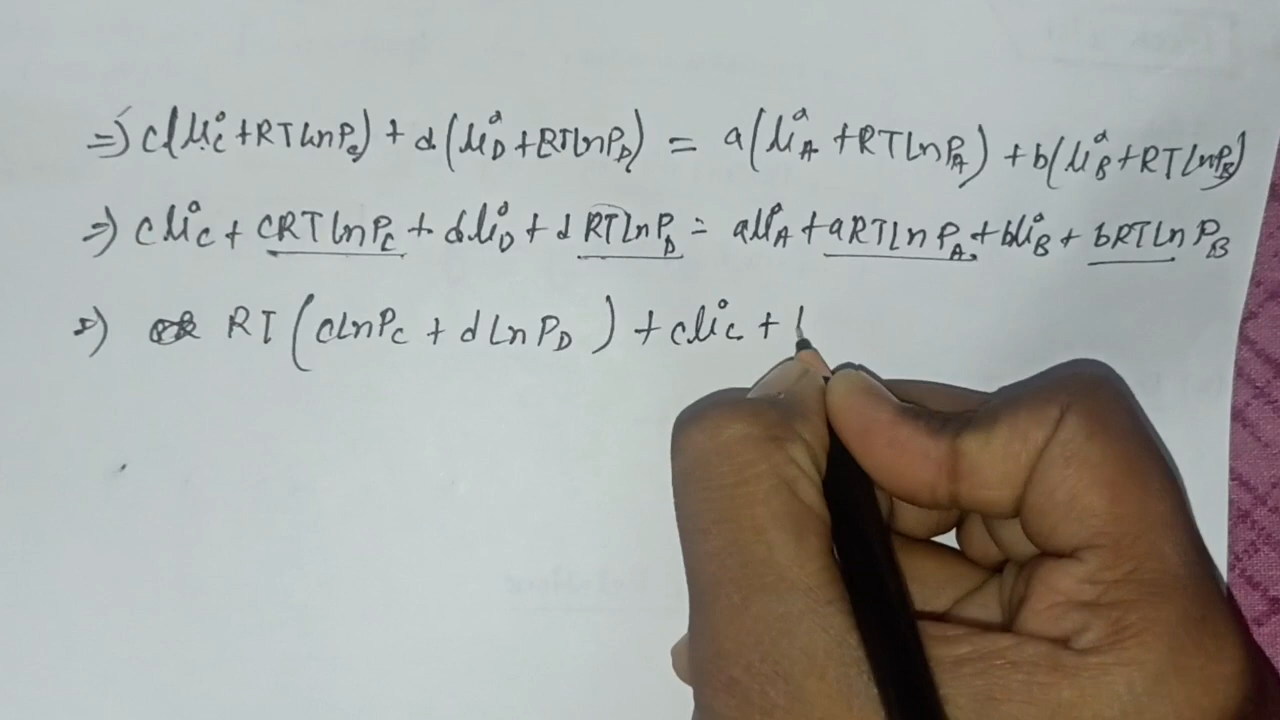 ⇒) c(μ°c + RT ln Pc) + d(μ°D + RT ln PD) = a(μ°A + RT ln PA) + b(μ°B + RT ln PB)
⇒) cμ°c + cRT ln Pc + dμ°D + d RT ln PD = aμ°A + aRT ln PA + bμ°B + bRT ln PB
⇒) RT (c ln Pc + d ln PD) + cμ°c +